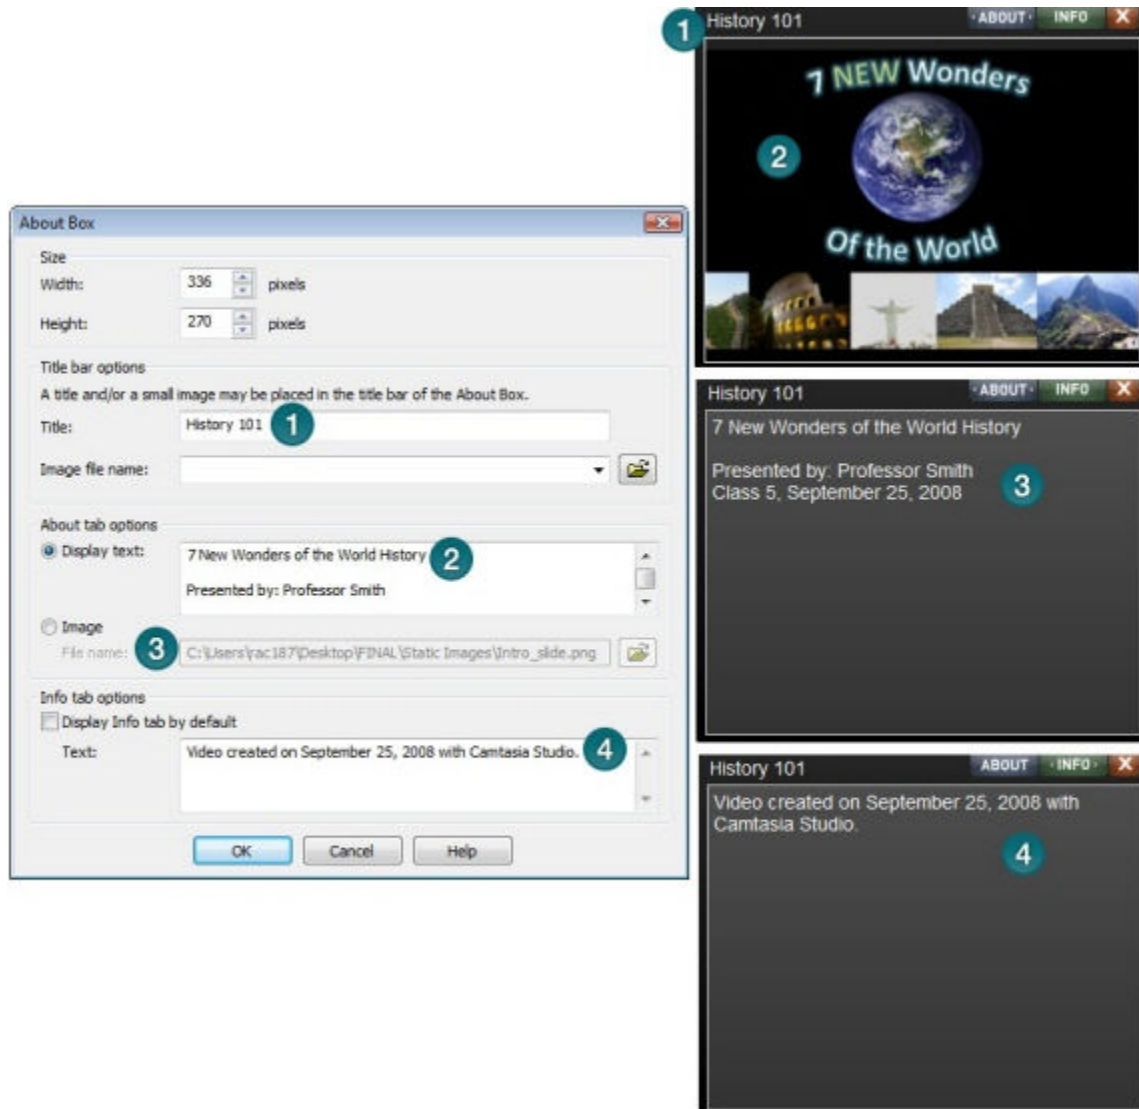 About Box
Size
Width: 336 pixels
Height: 270 pixels
Title bar options
A title and/or a small image may be placed in the title bar of the About Box.
Title: History 101 1
Image file name:
About tab options
Display text: 7 New Wonders of the World History 2
Presented by: Professor Smith
Image
File name: 3 C:\Users\rac187\Desktop\FINAL\Static Images\Intro_slide.png
Info tab options
Display Info tab by default
Text: Video created on September 25, 2008 with Camtasia Studio. 4
OK Cancel Help
1 History 101 ·ABOUT· INFO X
7 NEW Wonders
2
Of the World
History 101 ·ABOUT· INFO X
7 New Wonders of the World History
Presented by: Professor Smith
Class 5, September 25, 2008
3
History 101 ABOUT ·INFO· X
Video created on September 25, 2008 with
Camtasia Studio.
4